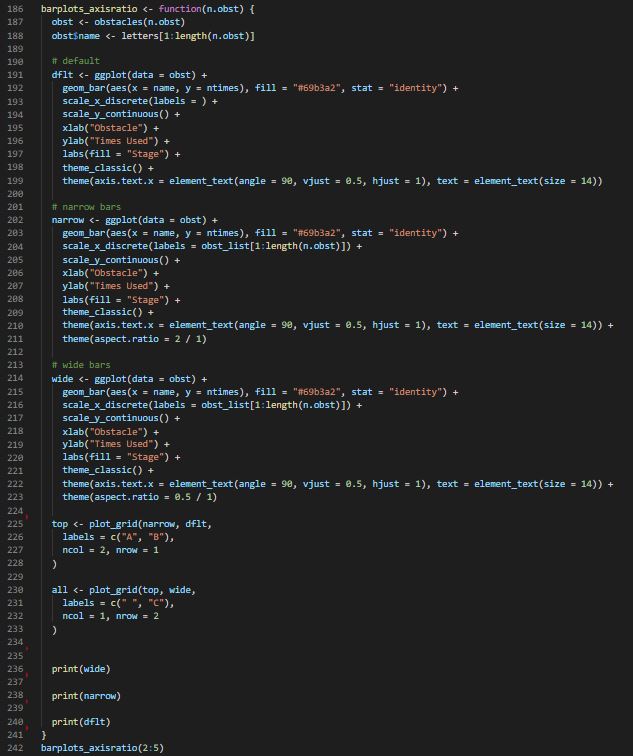 186 barplots_axisratio <- function(n.obst) {
187 obst <- obstacles(n.obst)
188 obst$name <- letters[1:length(n.obst)]
189
190 # default
191 dflt <- ggplot(data = obst) +
192 geom_bar(aes(x = name, y = ntimes), fill = "#69b3a2", stat = "identity") +
193 scale_x_discrete(labels = ) +
194 scale_y_continuous() +
195 xlab("Obstacle") +
196 ylab("Times Used") +
197 labs(fill = "Stage") +
198 theme_classic() +
199 theme(axis.text.x = element_text(angle = 90, vjust = 0.5, hjust = 1), text = element_text(size = 14))
200
201 # narrow bars
202 narrow <- ggplot(data = obst) +
203 geom_bar(aes(x = name, y = ntimes), fill = "#69b3a2", stat = "identity") +
204 scale_x_discrete(labels = obst_list[1:length(n.obst)]) +
205 scale_y_continuous() +
206 xlab("Obstacle") +
207 ylab("Times Used") +
208 labs(fill = "Stage") +
209 theme_classic() +
210 theme(axis.text.x = element_text(angle = 90, vjust = 0.5, hjust = 1), text = element_text(size = 14)) +
211 theme(aspect.ratio = 2 / 1)
212
213 # wide bars
214 wide <- ggplot(data = obst) +
215 geom_bar(aes(x = name, y = ntimes), fill = "#69b3a2", stat = "identity") +
216 scale_x_discrete(labels = obst_list[1:length(n.obst)]) +
217 scale_y_continuous() +
218 xlab("Obstacle") +
219 ylab("Times Used") +
220 labs(fill = "Stage") +
221 theme_classic() +
222 theme(axis.text.x = element_text(angle = 90, vjust = 0.5, hjust = 1), text = element_text(size = 14)) +
223 theme(aspect.ratio = 0.5 / 1)
224
225 top <- plot_grid(narrow, dflt,
226 labels = c("A", "B"),
227 ncol = 2, nrow = 1
228 )
229
230 all <- plot_grid(top, wide,
231 labels = c(" ", "C"),
232 ncol = 1, nrow = 2
233 )
234
235
236 print(wide)
237
238 print(narrow)
239
240 print(dflt)
241 }
242 barplots_axisratio(2:5)